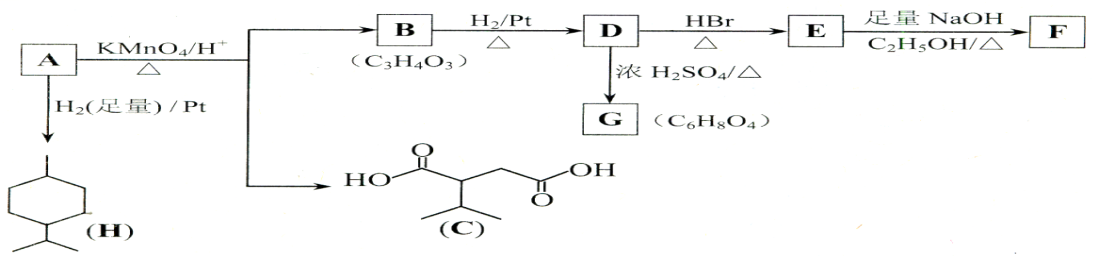 A KMnO₄/H⁺ △ B H₂/Pt △ D HBr △ E 足量 NaOH C₂H₅OH/△ F
(C₃H₄O₃)
H₂(足量) / Pt
浓 H₂SO₄/△
G (C₆H₈O₄)
O
HO
OH
O
(H)
(C)